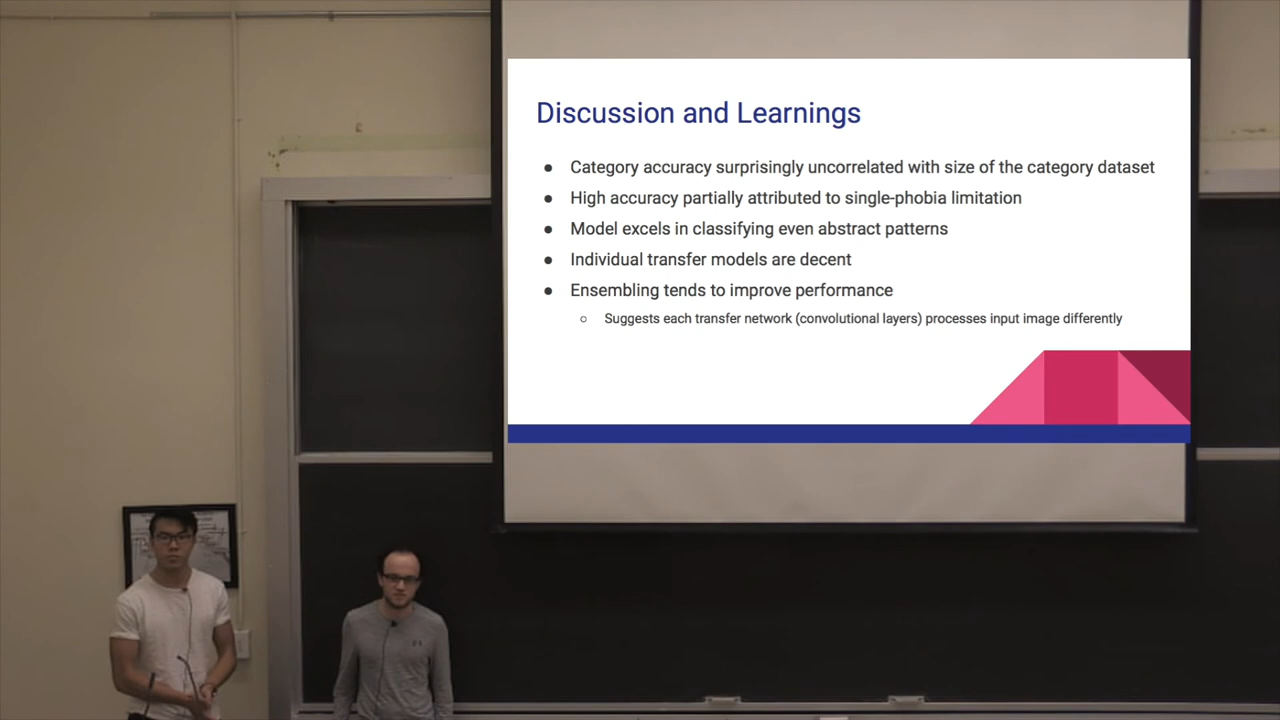 Discussion and Learnings
● Category accuracy surprisingly uncorrelated with size of the category dataset
● High accuracy partially attributed to single-phobia limitation
● Model excels in classifying even abstract patterns
● Individual transfer models are decent
● Ensembling tends to improve performance
○ Suggests each transfer network (convolutional layers) processes input image differently